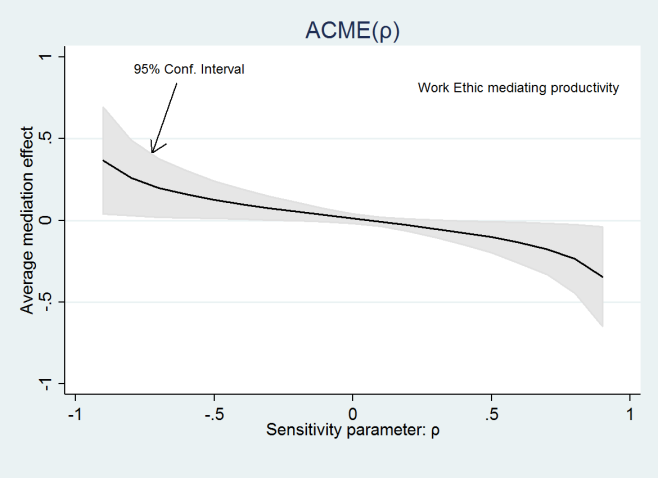 ACME(ρ)
95% Conf. Interval
Work Ethic mediating productivity
Average mediation effect
1
.5
0
-.5
-1
-1
-.5
0
.5
1
Sensitivity parameter: ρ